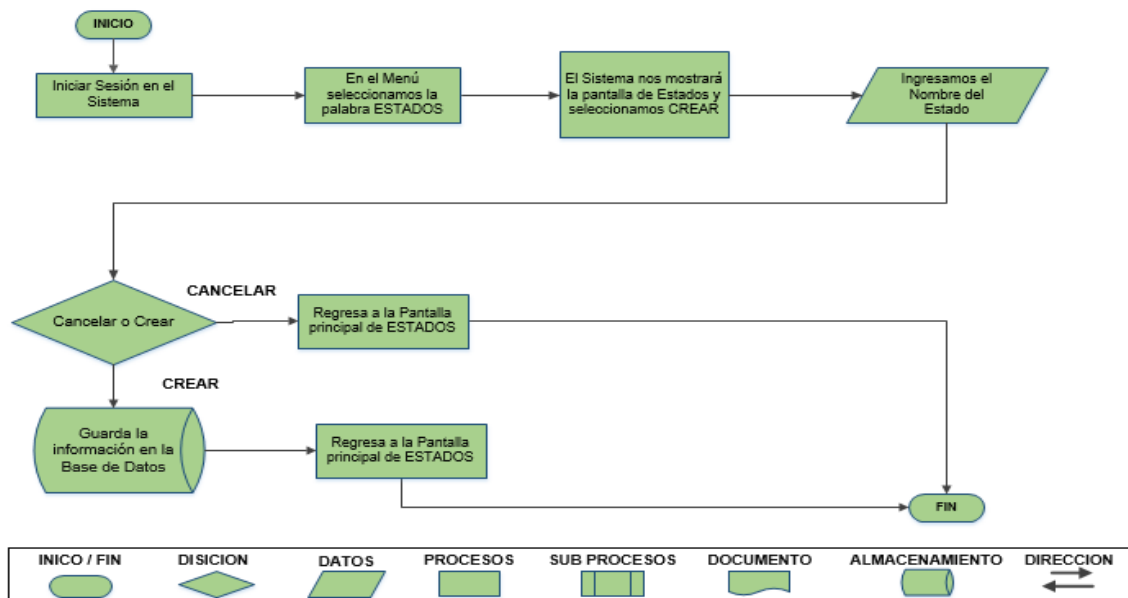 INICIO
Iniciar Sesión en el
Sistema
En el Menú
seleccionamos la
palabra ESTADOS
El Sistema nos mostrará
la pantalla de Estados y
seleccionamos CREAR
Ingresamos el
Nombre del
Estado
Cancelar o Crear
CANCELAR
Regresa a la Pantalla
principal de ESTADOS
CREAR
Guarda la
información en la
Base de Datos
Regresa a la Pantalla
principal de ESTADOS
FIN
INICO / FIN
DISICION
DATOS
PROCESOS
SUB PROCESOS
DOCUMENTO
ALMACENAMIENTO
DIRECCION